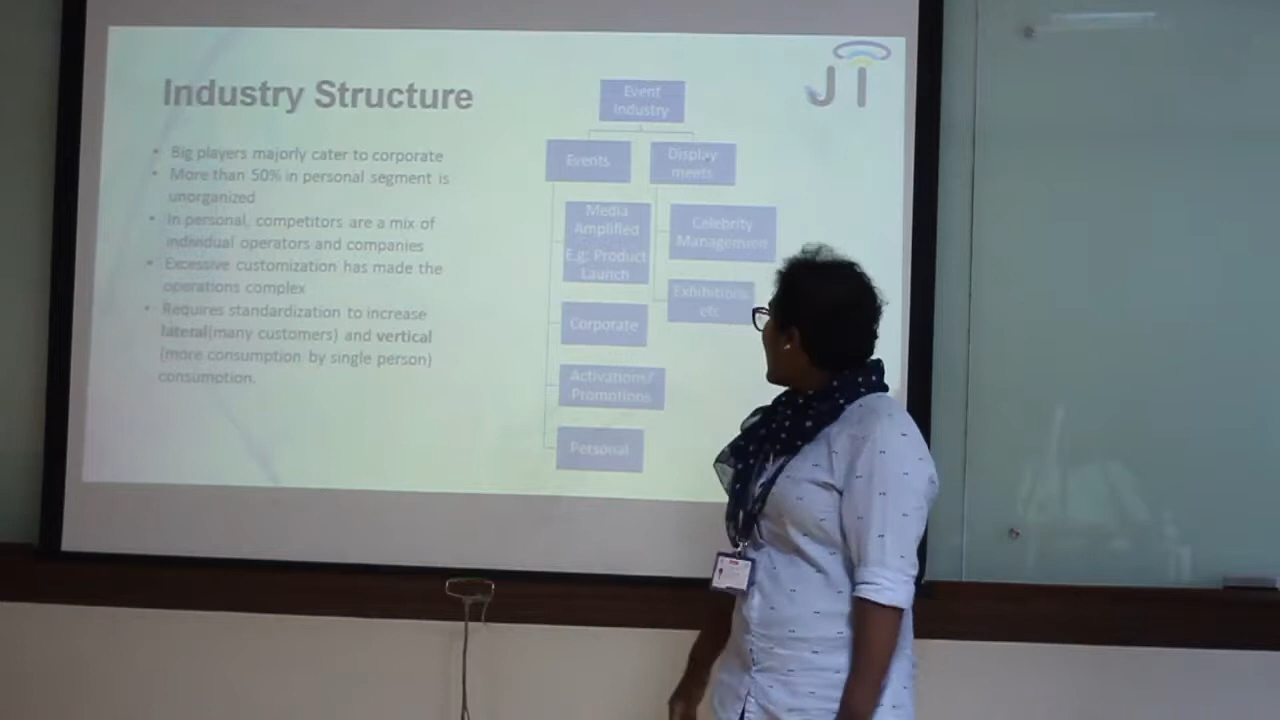 Industry Structure
JI
• Big players majorly cater to corporate
• More than 50% in personal segment is
unorganized
• In personal, competitors are a mix of
individual operators and companies
• Excessive customization has made the
operations complex
• Requires standardization to increase
lateral(many customers) and vertical
(more consumption by single person)
consumption.
Event
Industry
Events
Display
meets
Media
Amplified
E.g: Product
Launch
Celebrity
Management
Exhibitions
etc
Corporate
Activations/
Promotions
Personal